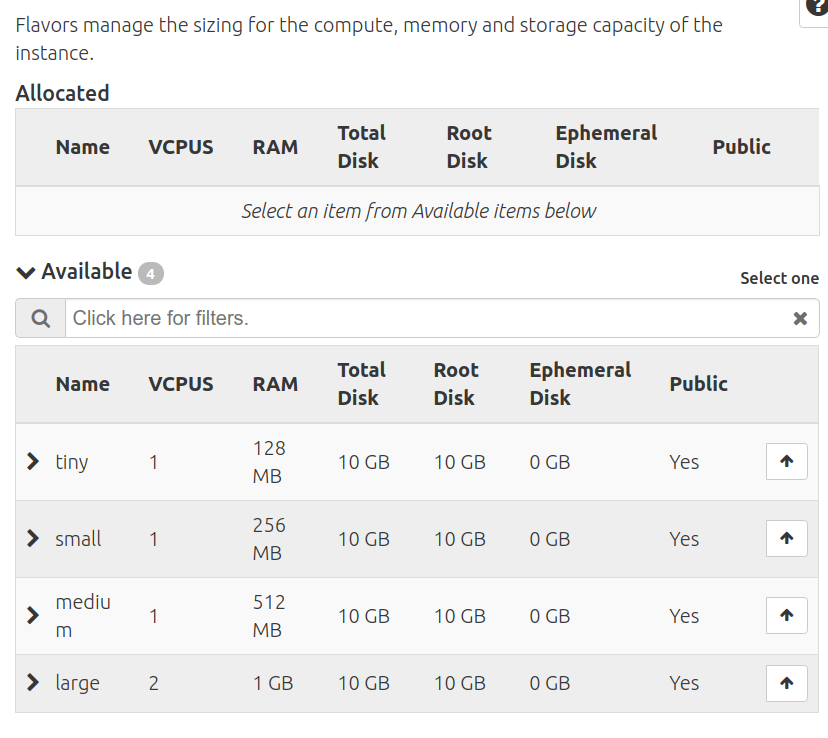 ?
Flavors manage the sizing for the compute, memory and storage capacity of the
instance.
Allocated
Name VCPUS RAM Total Disk Root Disk Ephemeral Disk Public
Select an item from Available items below
Available 4
Select one
Click here for filters.
Name VCPUS RAM Total Disk Root Disk Ephemeral Disk Public
tiny 1 128 MB 10 GB 10 GB 0 GB Yes
small 1 256 MB 10 GB 10 GB 0 GB Yes
medium 1 512 MB 10 GB 10 GB 0 GB Yes
large 2 1 GB 10 GB 10 GB 0 GB Yes